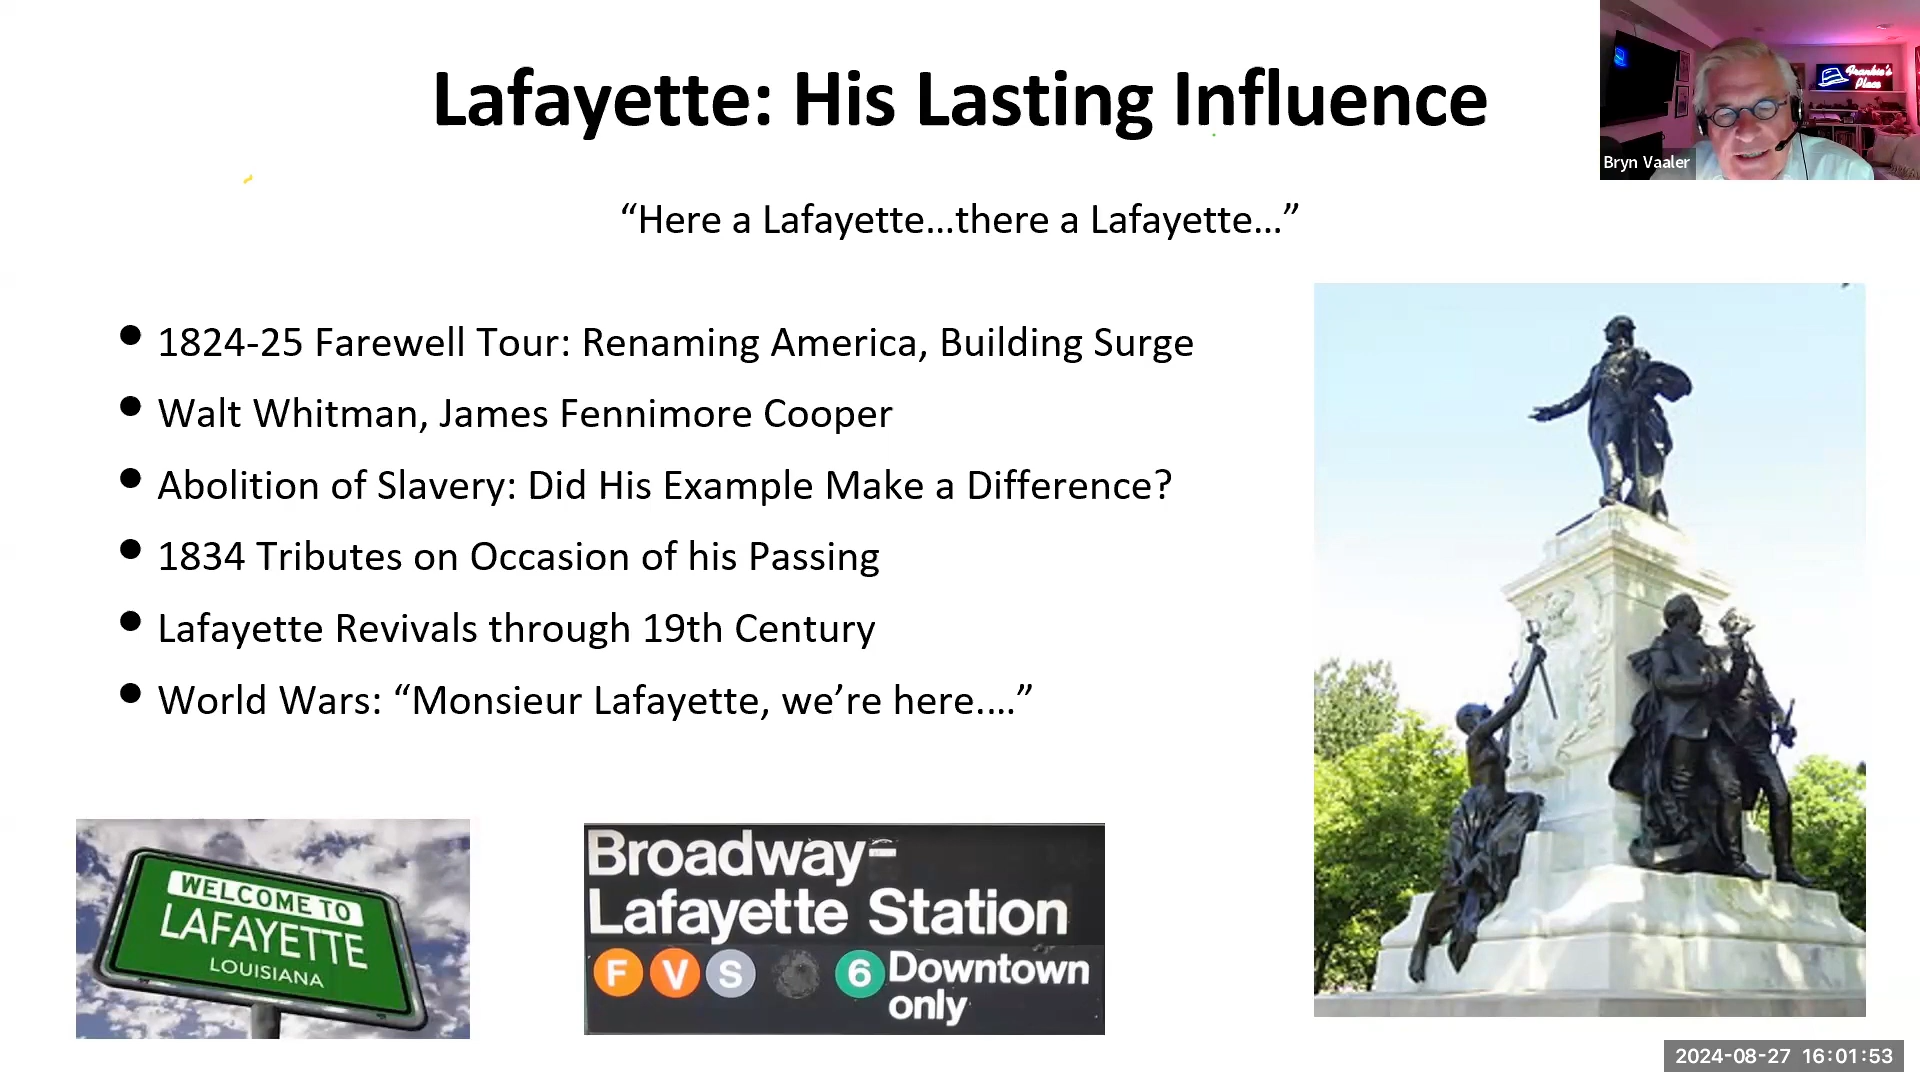 Lafayette: His Lasting Influence
Frankie's
Place
Bryn Vaaler
“Here a Lafayette…there a Lafayette…”
• 1824-25 Farewell Tour: Renaming America, Building Surge
• Walt Whitman, James Fennimore Cooper
• Abolition of Slavery: Did His Example Make a Difference?
• 1834 Tributes on Occasion of his Passing
• Lafayette Revivals through 19th Century
• World Wars: “Monsieur Lafayette, we’re here….”
WELCOME TO
LAFAYETTE
LOUISIANA
Broadway-
Lafayette Station
F V S 6 Downtown
only
2024-08-27 16:01:53